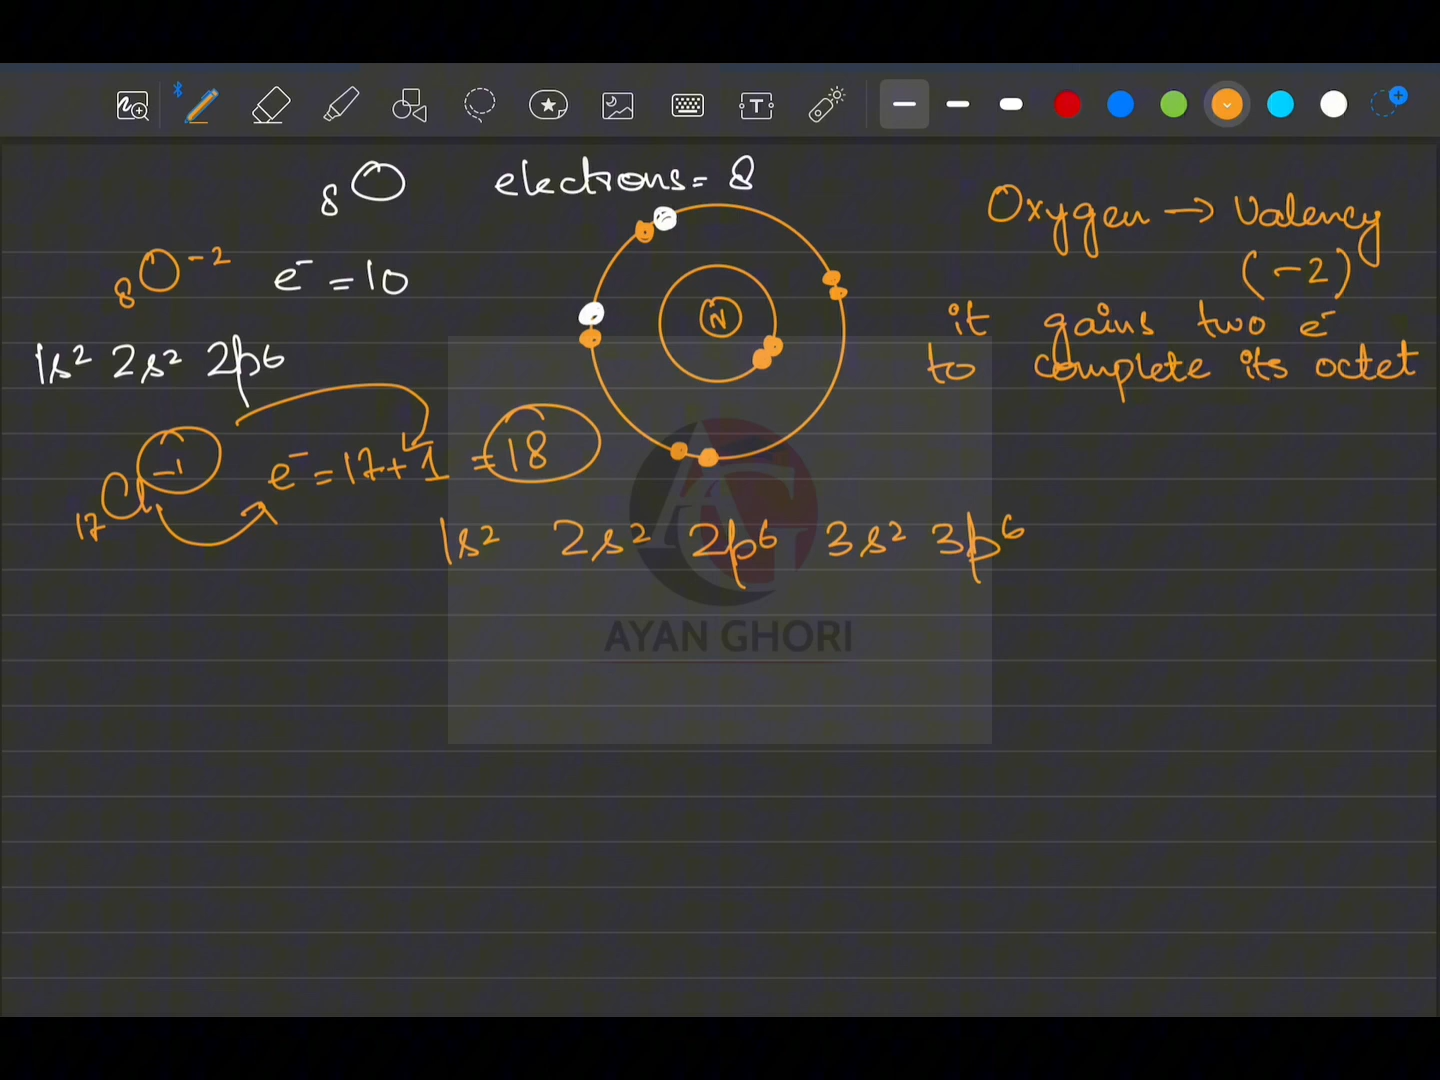 ₈O electrons = 8
Oxygen → Valency
(-2)
₈O⁻² e⁻ = 10
it gains two e⁻
to complete its octet
N
1s² 2s² 2p⁶
₁₇Cl⁻¹ e⁻ = 17+1 = 18
1s² 2s² 2p⁶ 3s² 3p⁶
AYAN GHORI